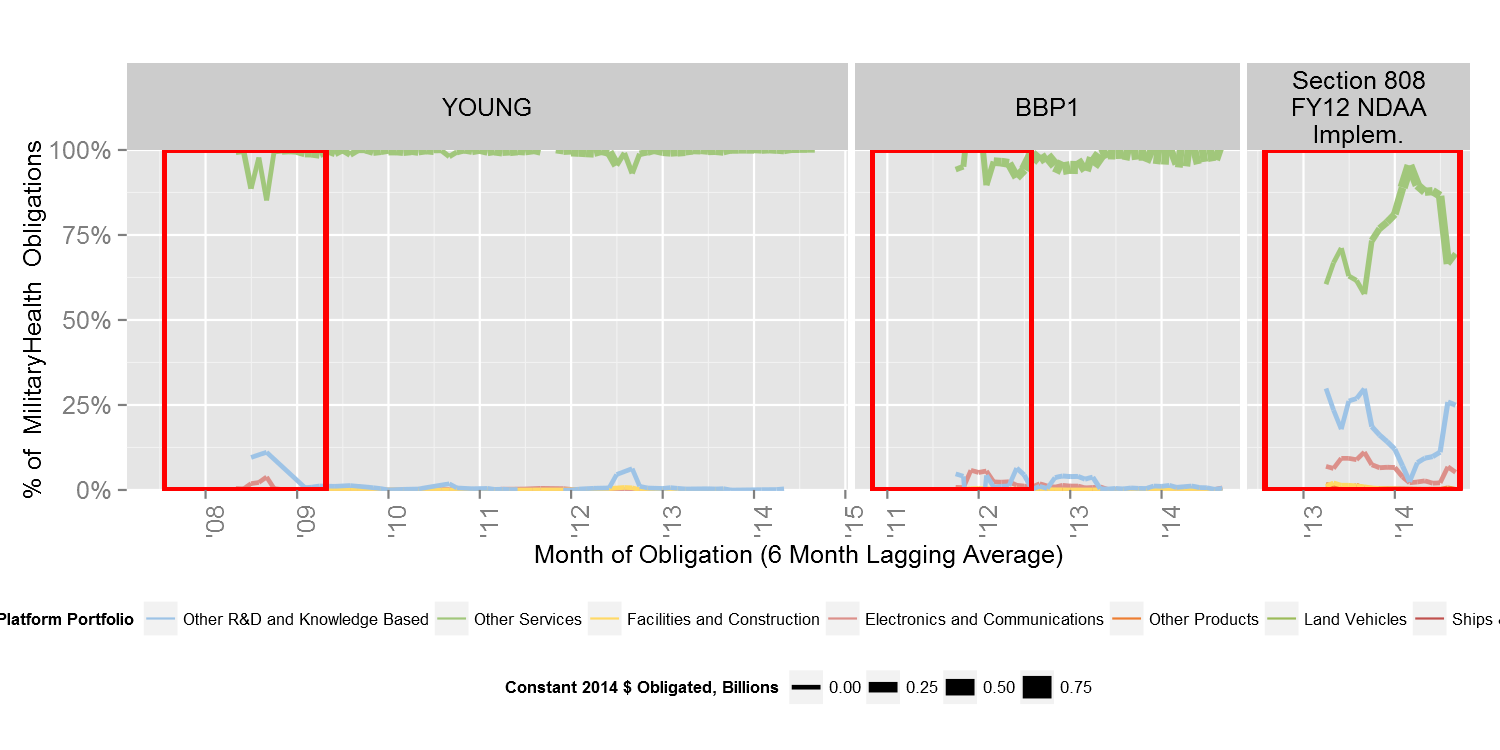 YOUNG
BBP1
Section 808
FY12 NDAA
Implem.
% of  MilitaryHealth  Obligations
100%
75%
50%
25%
0%
'08
'09
'10
'11
'12
'13
'14
'15
'11
'12
'13
'14
'13
'14
Month of Obligation (6 Month Lagging Average)
Platform Portfolio
Other R&D and Knowledge Based
Other Services
Facilities and Construction
Electronics and Communications
Other Products
Land Vehicles
Ships
Constant 2014 $ Obligated, Billions
0.00
0.25
0.50
0.75